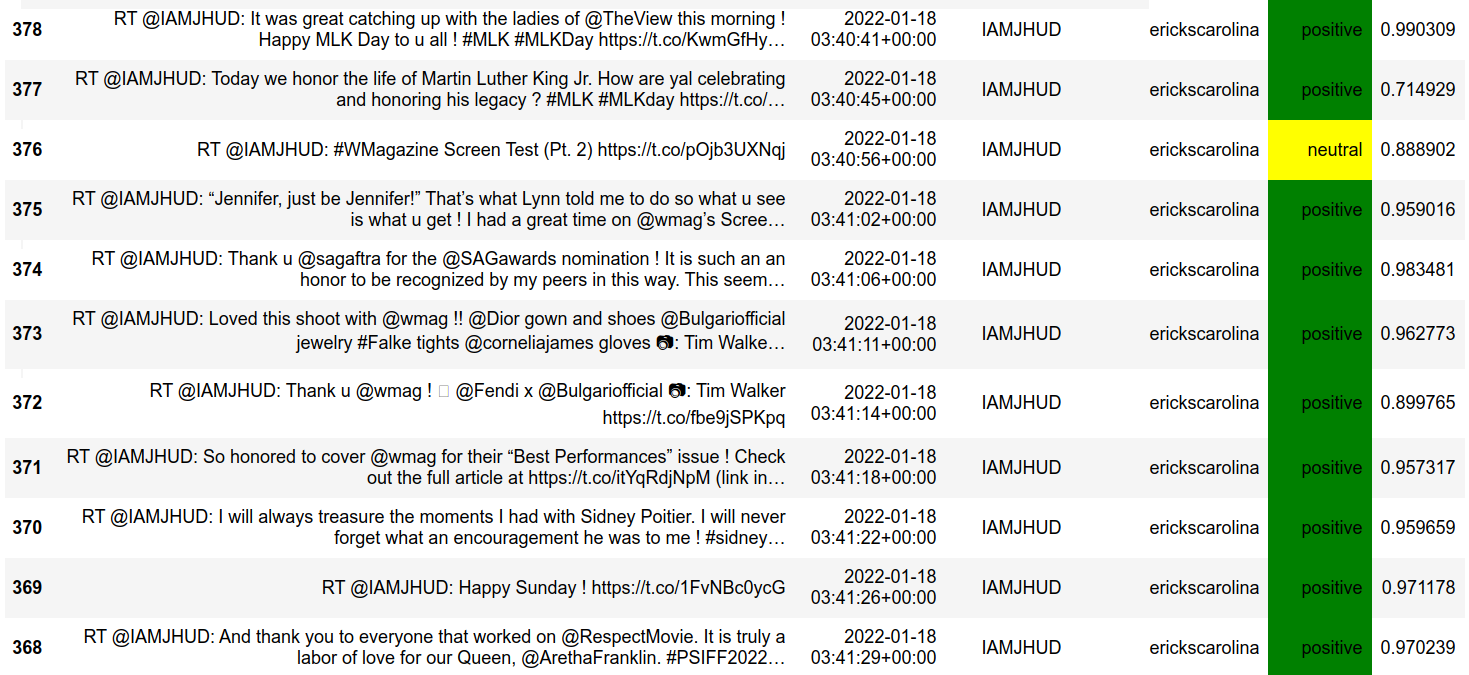 378 RT @IAMJHUD: It was great catching up with the ladies of @TheView this morning ! 2022-01-18 IAMJHUD erickscarolina positive 0.990309
Happy MLK Day to u all ! #MLK #MLKDay https://t.co/KwmGfHy… 03:40:41+00:00
377 RT @IAMJHUD: Today we honor the life of Martin Luther King Jr. How are yal celebrating 2022-01-18 IAMJHUD erickscarolina positive 0.714929
and honoring his legacy ? #MLK #MLKday https://t.co/… 03:40:45+00:00
376 RT @IAMJHUD: #WMagazine Screen Test (Pt. 2) https://t.co/pOjb3UXNqj 2022-01-18 IAMJHUD erickscarolina neutral 0.888902
03:40:56+00:00
375 RT @IAMJHUD: “Jennifer, just be Jennifer!” That’s what Lynn told me to do so what u see 2022-01-18 IAMJHUD erickscarolina positive 0.959016
is what u get ! I had a great time on @wmag’s Scree… 03:41:02+00:00
374 RT @IAMJHUD: Thank u @sagaftra for the @SAGawards nomination ! It is such an an 2022-01-18 IAMJHUD erickscarolina positive 0.983481
honor to be recognized by my peers in this way. This seem… 03:41:06+00:00
373 RT @IAMJHUD: Loved this shoot with @wmag !! @Dior gown and shoes @Bulgariofficial 2022-01-18 IAMJHUD erickscarolina positive 0.962773
jewelry #Falke tights @corneliajames gloves 📷: Tim Walke… 03:41:11+00:00
372 RT @IAMJHUD: Thank u @wmag ! @Fendi x @Bulgariofficial 📷: Tim Walker 2022-01-18 IAMJHUD erickscarolina positive 0.899765
https://t.co/fbe9jSPKpq 03:41:14+00:00
371 RT @IAMJHUD: So honored to cover @wmag for their “Best Performances” issue ! Check 2022-01-18 IAMJHUD erickscarolina positive 0.957317
out the full article at https://t.co/itYqRdjNpM (link in… 03:41:18+00:00
370 RT @IAMJHUD: I will always treasure the moments I had with Sidney Poitier. I will never 2022-01-18 IAMJHUD erickscarolina positive 0.959659
forget what an encouragement he was to me ! #sidney… 03:41:22+00:00
369 RT @IAMJHUD: Happy Sunday ! https://t.co/1FvNBc0ycG 2022-01-18 IAMJHUD erickscarolina positive 0.971178
03:41:26+00:00
368 RT @IAMJHUD: And thank you to everyone that worked on @RespectMovie. It is truly a 2022-01-18 IAMJHUD erickscarolina positive 0.970239
labor of love for our Queen, @ArethaFranklin. #PSIFF2022… 03:41:29+00:00